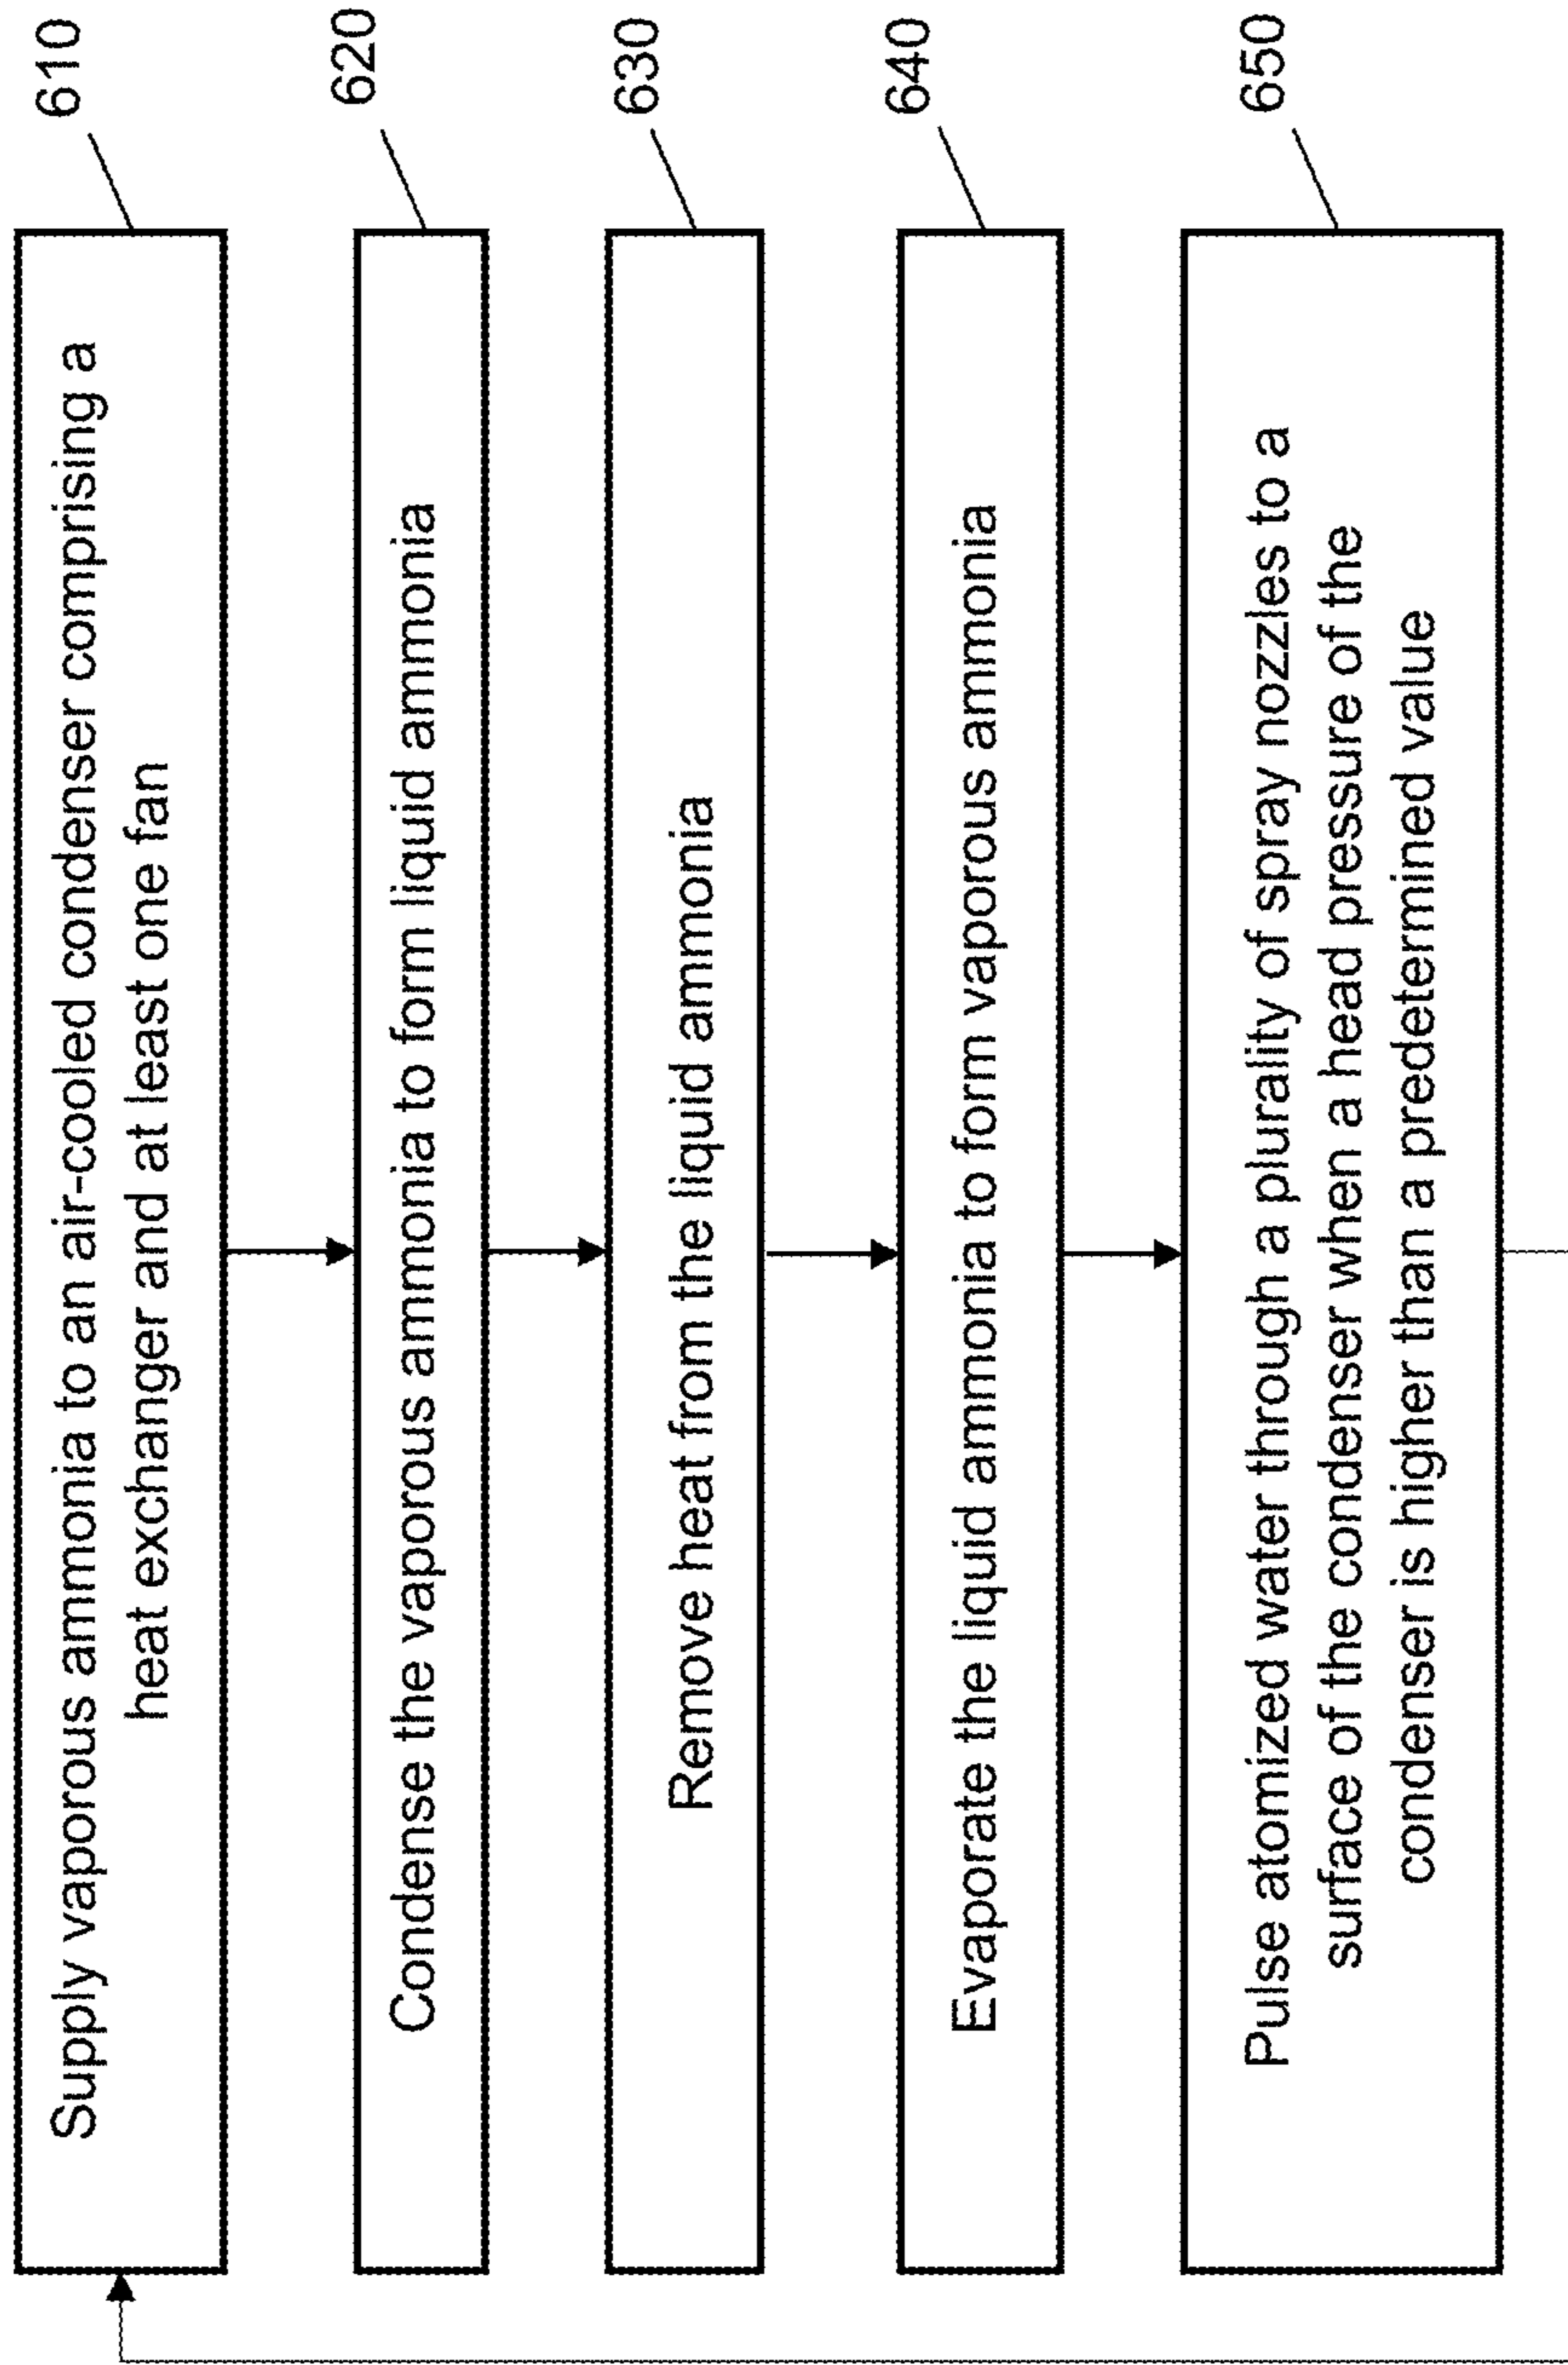 610
Supply vaporous ammonia to an air-cooled condenser comprising a
heat exchanger and at least one fan
620
Condense the vaporous ammonia to form liquid ammonia
630
Remove heat from the liquid ammonia
640
Evaporate the liquid ammonia to form vaporous ammonia
650
Pulse atomized water through a plurality of spray nozzles to a
surface of the condenser when a head pressure of the
condenser is higher than a predetermined value